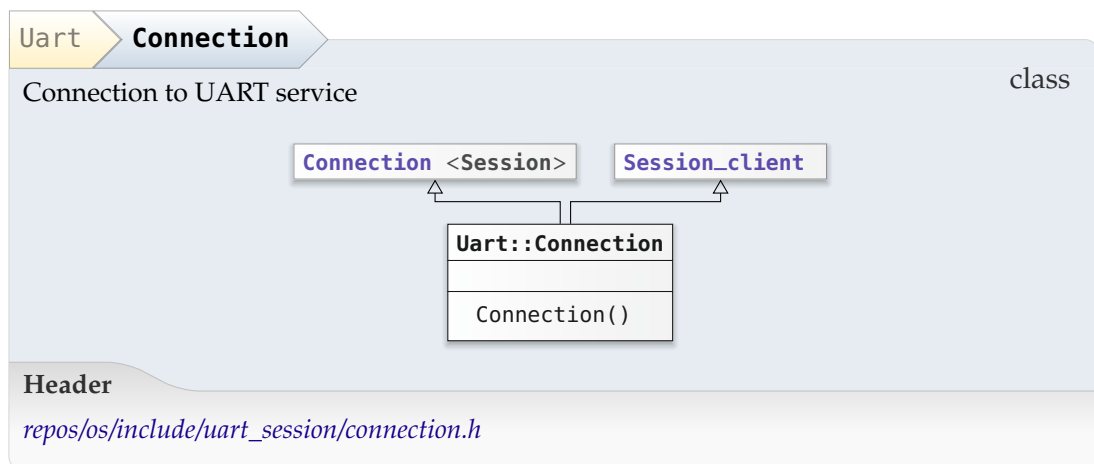 Uart Connection
class
Connection to UART service
Connection <Session> Session_client
Uart::Connection
Connection()
Header
repos/os/include/uart_session/connection.h